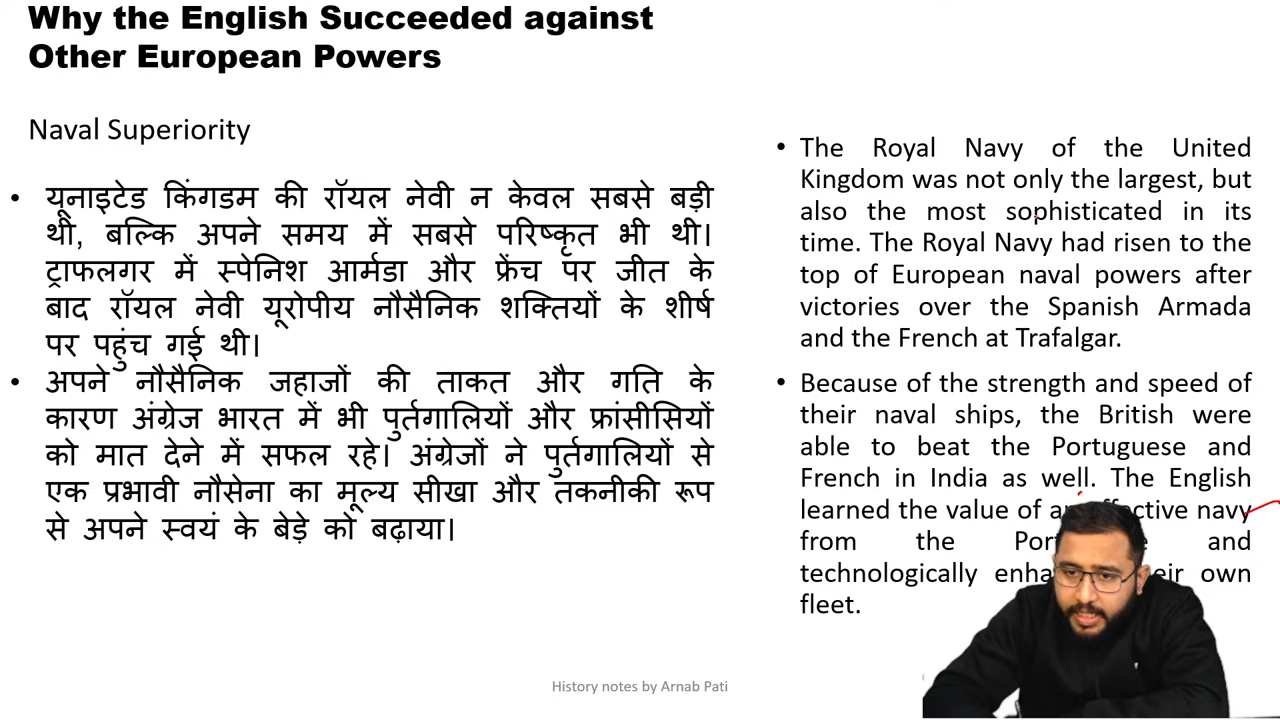 Why the English Succeeded against
Other European Powers
Naval Superiority
• यूनाइटेड किंगडम की रॉयल नेवी न केवल सबसे बड़ी
थी, बल्कि अपने समय में सबसे परिष्कृत भी थी।
ट्राफलगर में स्पेनिश आर्मडा और फ्रेंच पर जीत के
बाद रॉयल नेवी यूरोपीय नौसैनिक शक्तियों के शीर्ष
पर पहुंच गई थी।
• अपने नौसैनिक जहाजों की ताकत और गति के
कारण अंग्रेज भारत में भी पुर्तगालियों और फ्रांसीसियों
को मात देने में सफल रहे। अंग्रेजों ने पुर्तगालियों से
एक प्रभावी नौसेना का मूल्य सीखा और तकनीकी रूप
से अपने स्वयं के बेड़े को बढ़ाया।
• The Royal Navy of the United
Kingdom was not only the largest, but
also the most sophisticated in its
time. The Royal Navy had risen to the
top of European naval powers after
victories over the Spanish Armada
and the French at Trafalgar.
• Because of the strength and speed of
their naval ships, the British were
able to beat the Portuguese and
French in India as well. The English
learned the value of navy
from the and
technologically own
fleet.
History notes by Arnab Pati